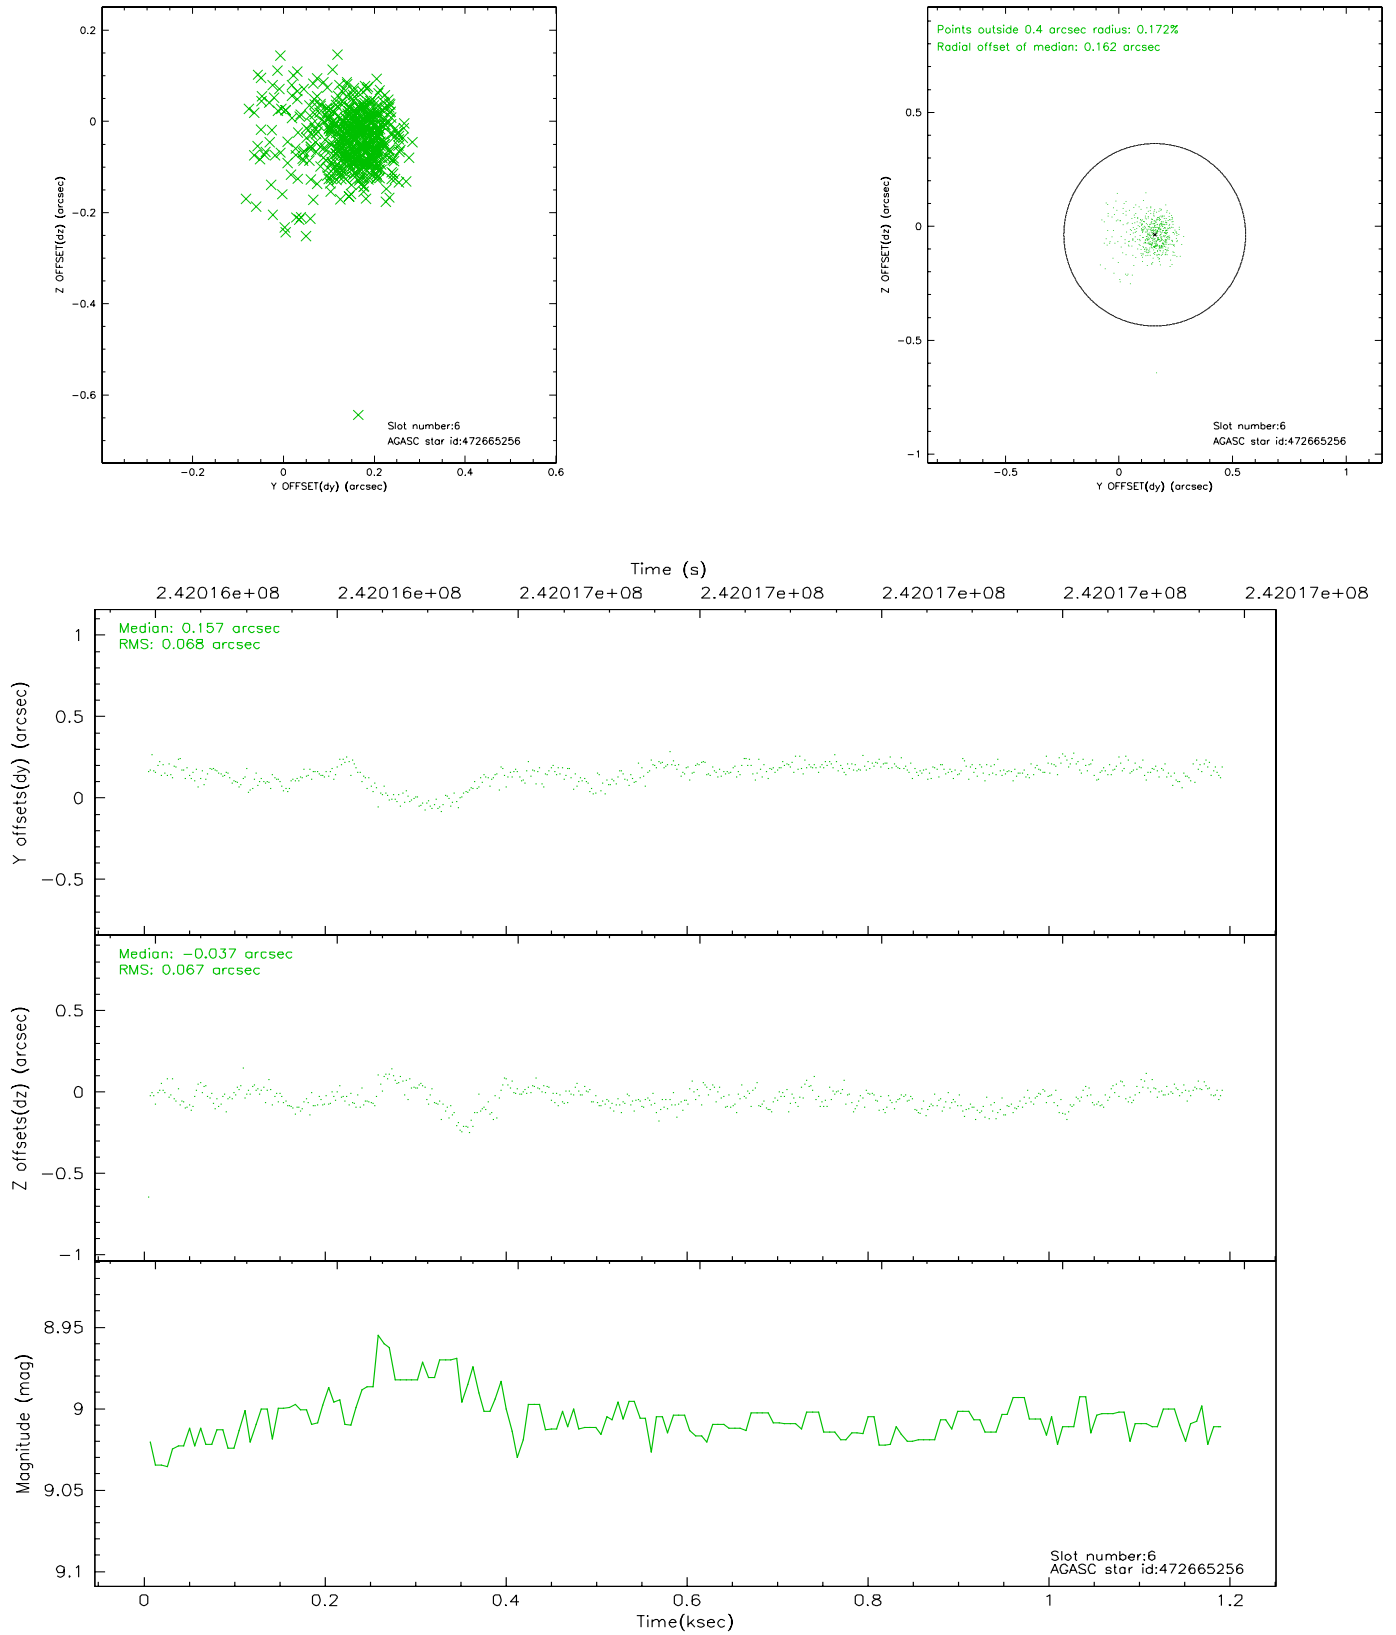 0.2
0
−0.2
−0.4
−0.6
Z OFFSET(dz) (arcsec)
Slot number:6
AGASC star id:472665256
−0.2 0 0.2 0.4 0.6
Y OFFSET(dy) (arcsec)
Points outside 0.4 arcsec radius: 0.172%
Radial offset of median: 0.162 arcsec
0.5
0
−0.5
−1
Z OFFSET(dz) (arcsec)
Slot number:6
AGASC star id:472665256
−0.5 0 0.5 1
Y OFFSET(dy) (arcsec)
Time (s)
2.42016e+08 2.42016e+08 2.42017e+08 2.42017e+08 2.42017e+08 2.42017e+08 2.42017e+08
Median: 0.157 arcsec
RMS: 0.068 arcsec
1
0.5
0
−0.5
Y offsets(dy) (arcsec)
Median: −0.037 arcsec
RMS: 0.067 arcsec
0.5
0
−0.5
−1
Z offsets(dz) (arcsec)
8.95
9
9.05
9.1
Magnitude (mag)
Slot number:6
AGASC star id:472665256
0 0.2 0.4 0.6 0.8 1 1.2
Time(ksec)